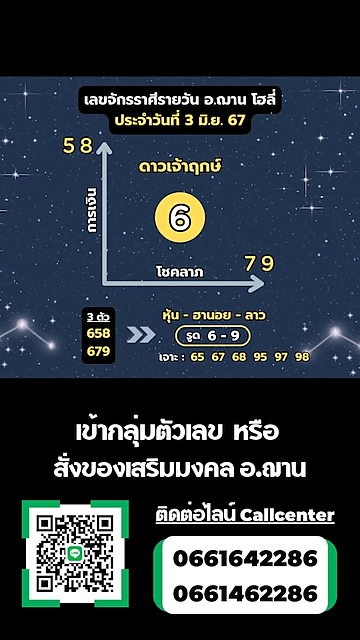 เลขจักรราศีรายวัน อ.ฌาน โฮลี่
ประจำวันที่ 3 มิ.ย. 67
5 8
ดาวเจ้าฤกษ์
การเงิน
6
โชคลาภ
7 9
3 ตัว
658
679
หุ้น - ฮานอย - ลาว
รูด 6 - 9
เจาะ : 65 67 68 95 97 98
เข้ากลุ่มตัวเลข หรือ
สั่งของเสริมมงคล อ.ฌาน
ติดต่อไลน์ Callcenter
0661642286
0661462286
LINE